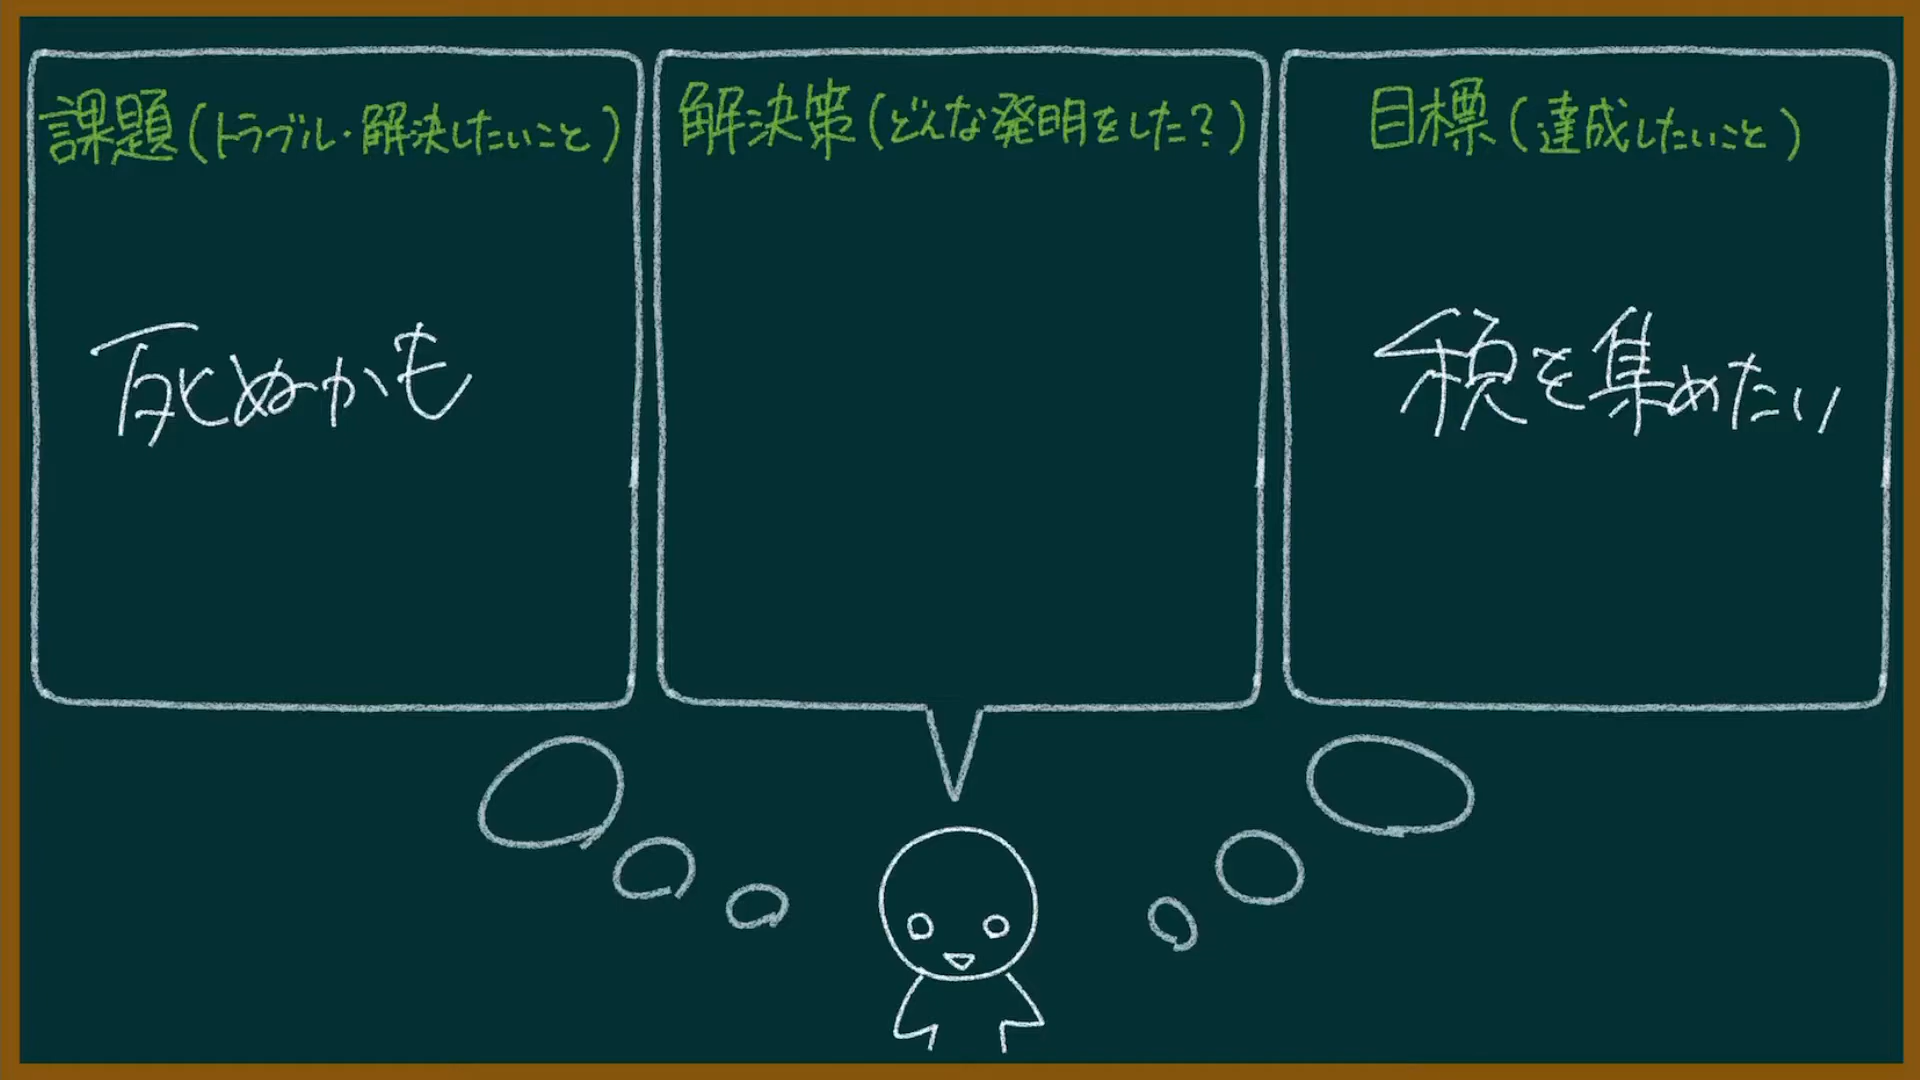 課題(トラブル・解決したいこと)
死ぬかも
解決策(どんな発明をした?)
目標(達成したいこと)
税を集めたい